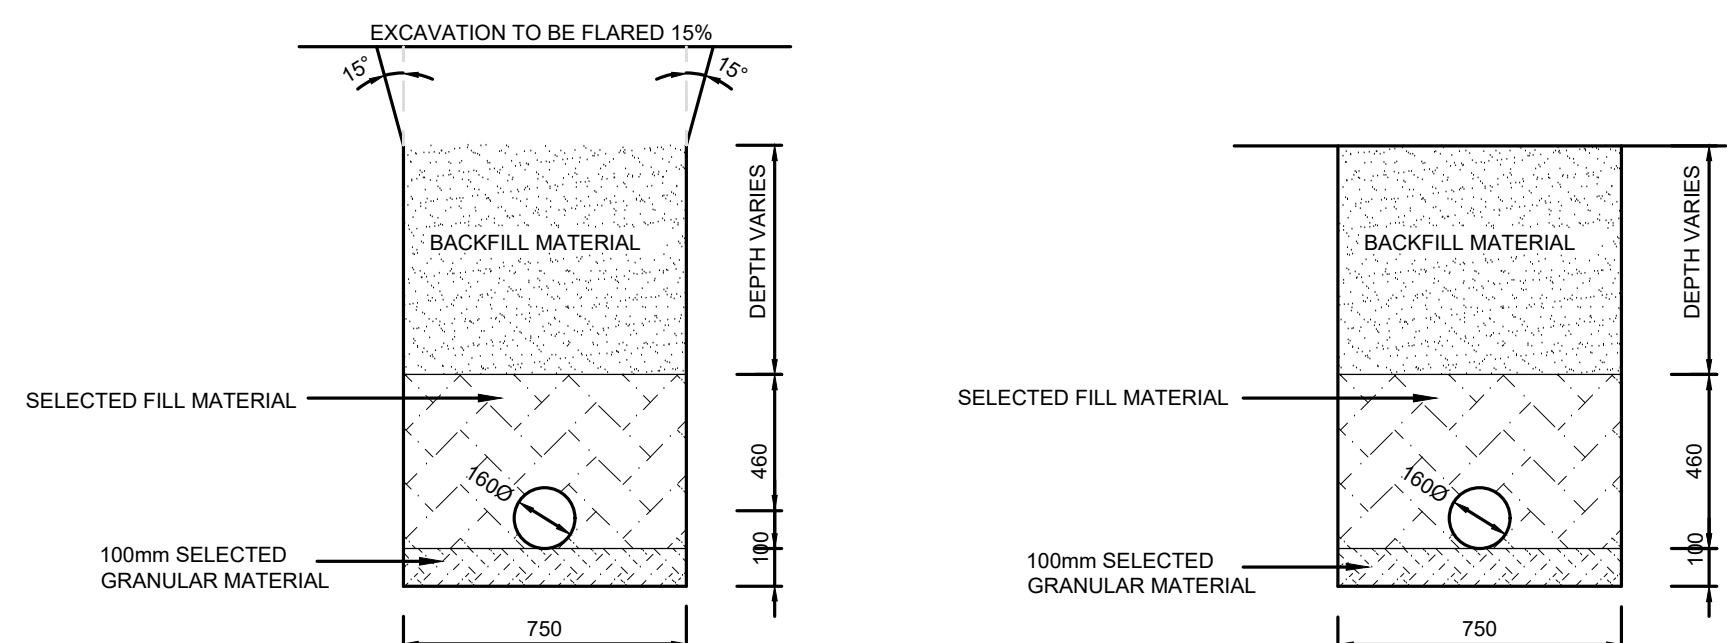 EXCAVATION TO BE FLARED 15%
15°
15°
BACKFILL MATERIAL
DEPTH VARIES
SELECTED FILL MATERIAL
460
160Ø
100mm SELECTED
GRANULAR MATERIAL
100
750
BACKFILL MATERIAL
DEPTH VARIES
SELECTED FILL MATERIAL
460
160Ø
100mm SELECTED
GRANULAR MATERIAL
100
750